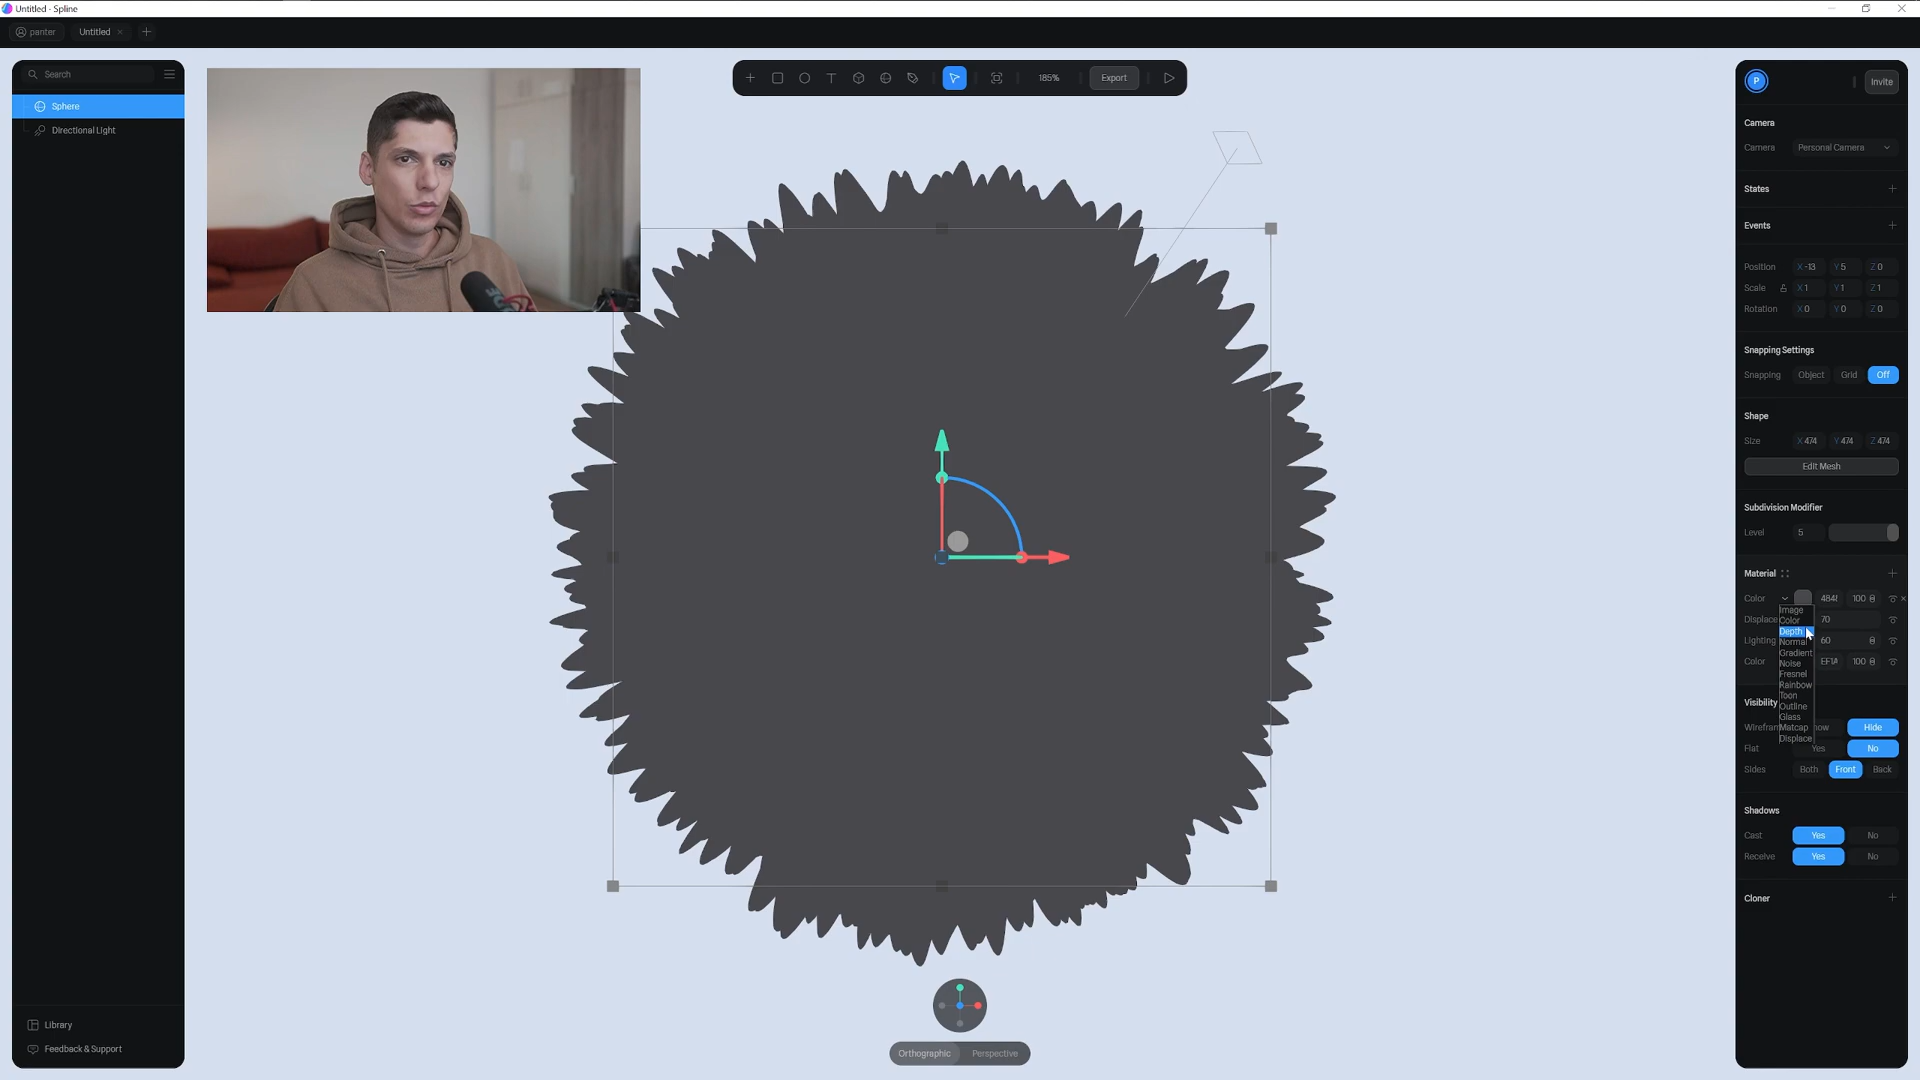 Untitled - Spline
panter
Untitled
Search
Sphere
Directional Light
185%
Export
P
Invite
Camera
Camera Personal Camera
States
Events
Position X -13 Y 5 Z 0
Scale X 1 Y 1 Z 1
Rotation X 0 Y 0 Z 0
Snapping Settings
Snapping Object Grid Off
Shape
Size X 474 Y 474 Z 474
Edit Mesh
Subdivision Modifier
Level 5
Material
Color 484 100
Displace 70
Lighting 60
Color EF1A 100
Image
Color
Depth
Normal
Gradient
Noise
Fresnel
Rainbow
Toon
Outline
Glass
Matcap
Displace
Visibility
Hide
Flat Yes No
Sides Both Front Back
Shadows
Cast Yes No
Receive Yes No
Cloner
Library
Feedback & Support
Orthographic Perspective